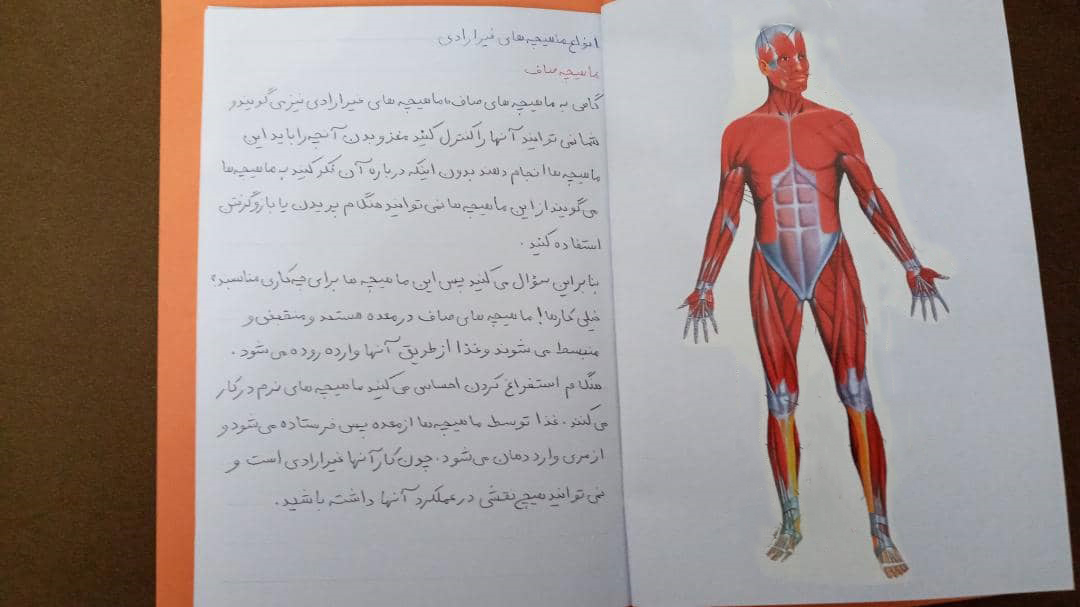 انواع ماهیچه های غیرارادی
ماهیچه صاف
گاهی به ماهیچه های صاف، ماهیچه های غیرارادی نیز می گویند و
شما نمی توانید آنها را کنترل کنید مغز و بدن آنچه را باید این
ماهیچه ها انجام دهند بدون اینکه درباره آن فکر کنید به ماهیچه ها
می گویند از این ماهیچه ها نمی توانید هنگام پریدن یا بازو گرفتن
استفاده کنید.
بنابراین سؤال می کنید پس این ماهیچه ها برای چه کاری مناسبند؟
خیلی کارها! ماهیچه های صاف در معده هستند و منقبض و
منبسط می شوند و غذا از طریق آنها وارده روده می شود.
هنگام استفراغ کردن احساس می کنید ماهیچه های نرم در کار
می کنند. غذا توسط ماهیچه ها از معده پس فرستاده می شود و
از مری وارد دهان می شود. چون کار آنها غیرارادی است و
نمی توانید هیچ نقشی در عملکرد آنها داشته باشید.